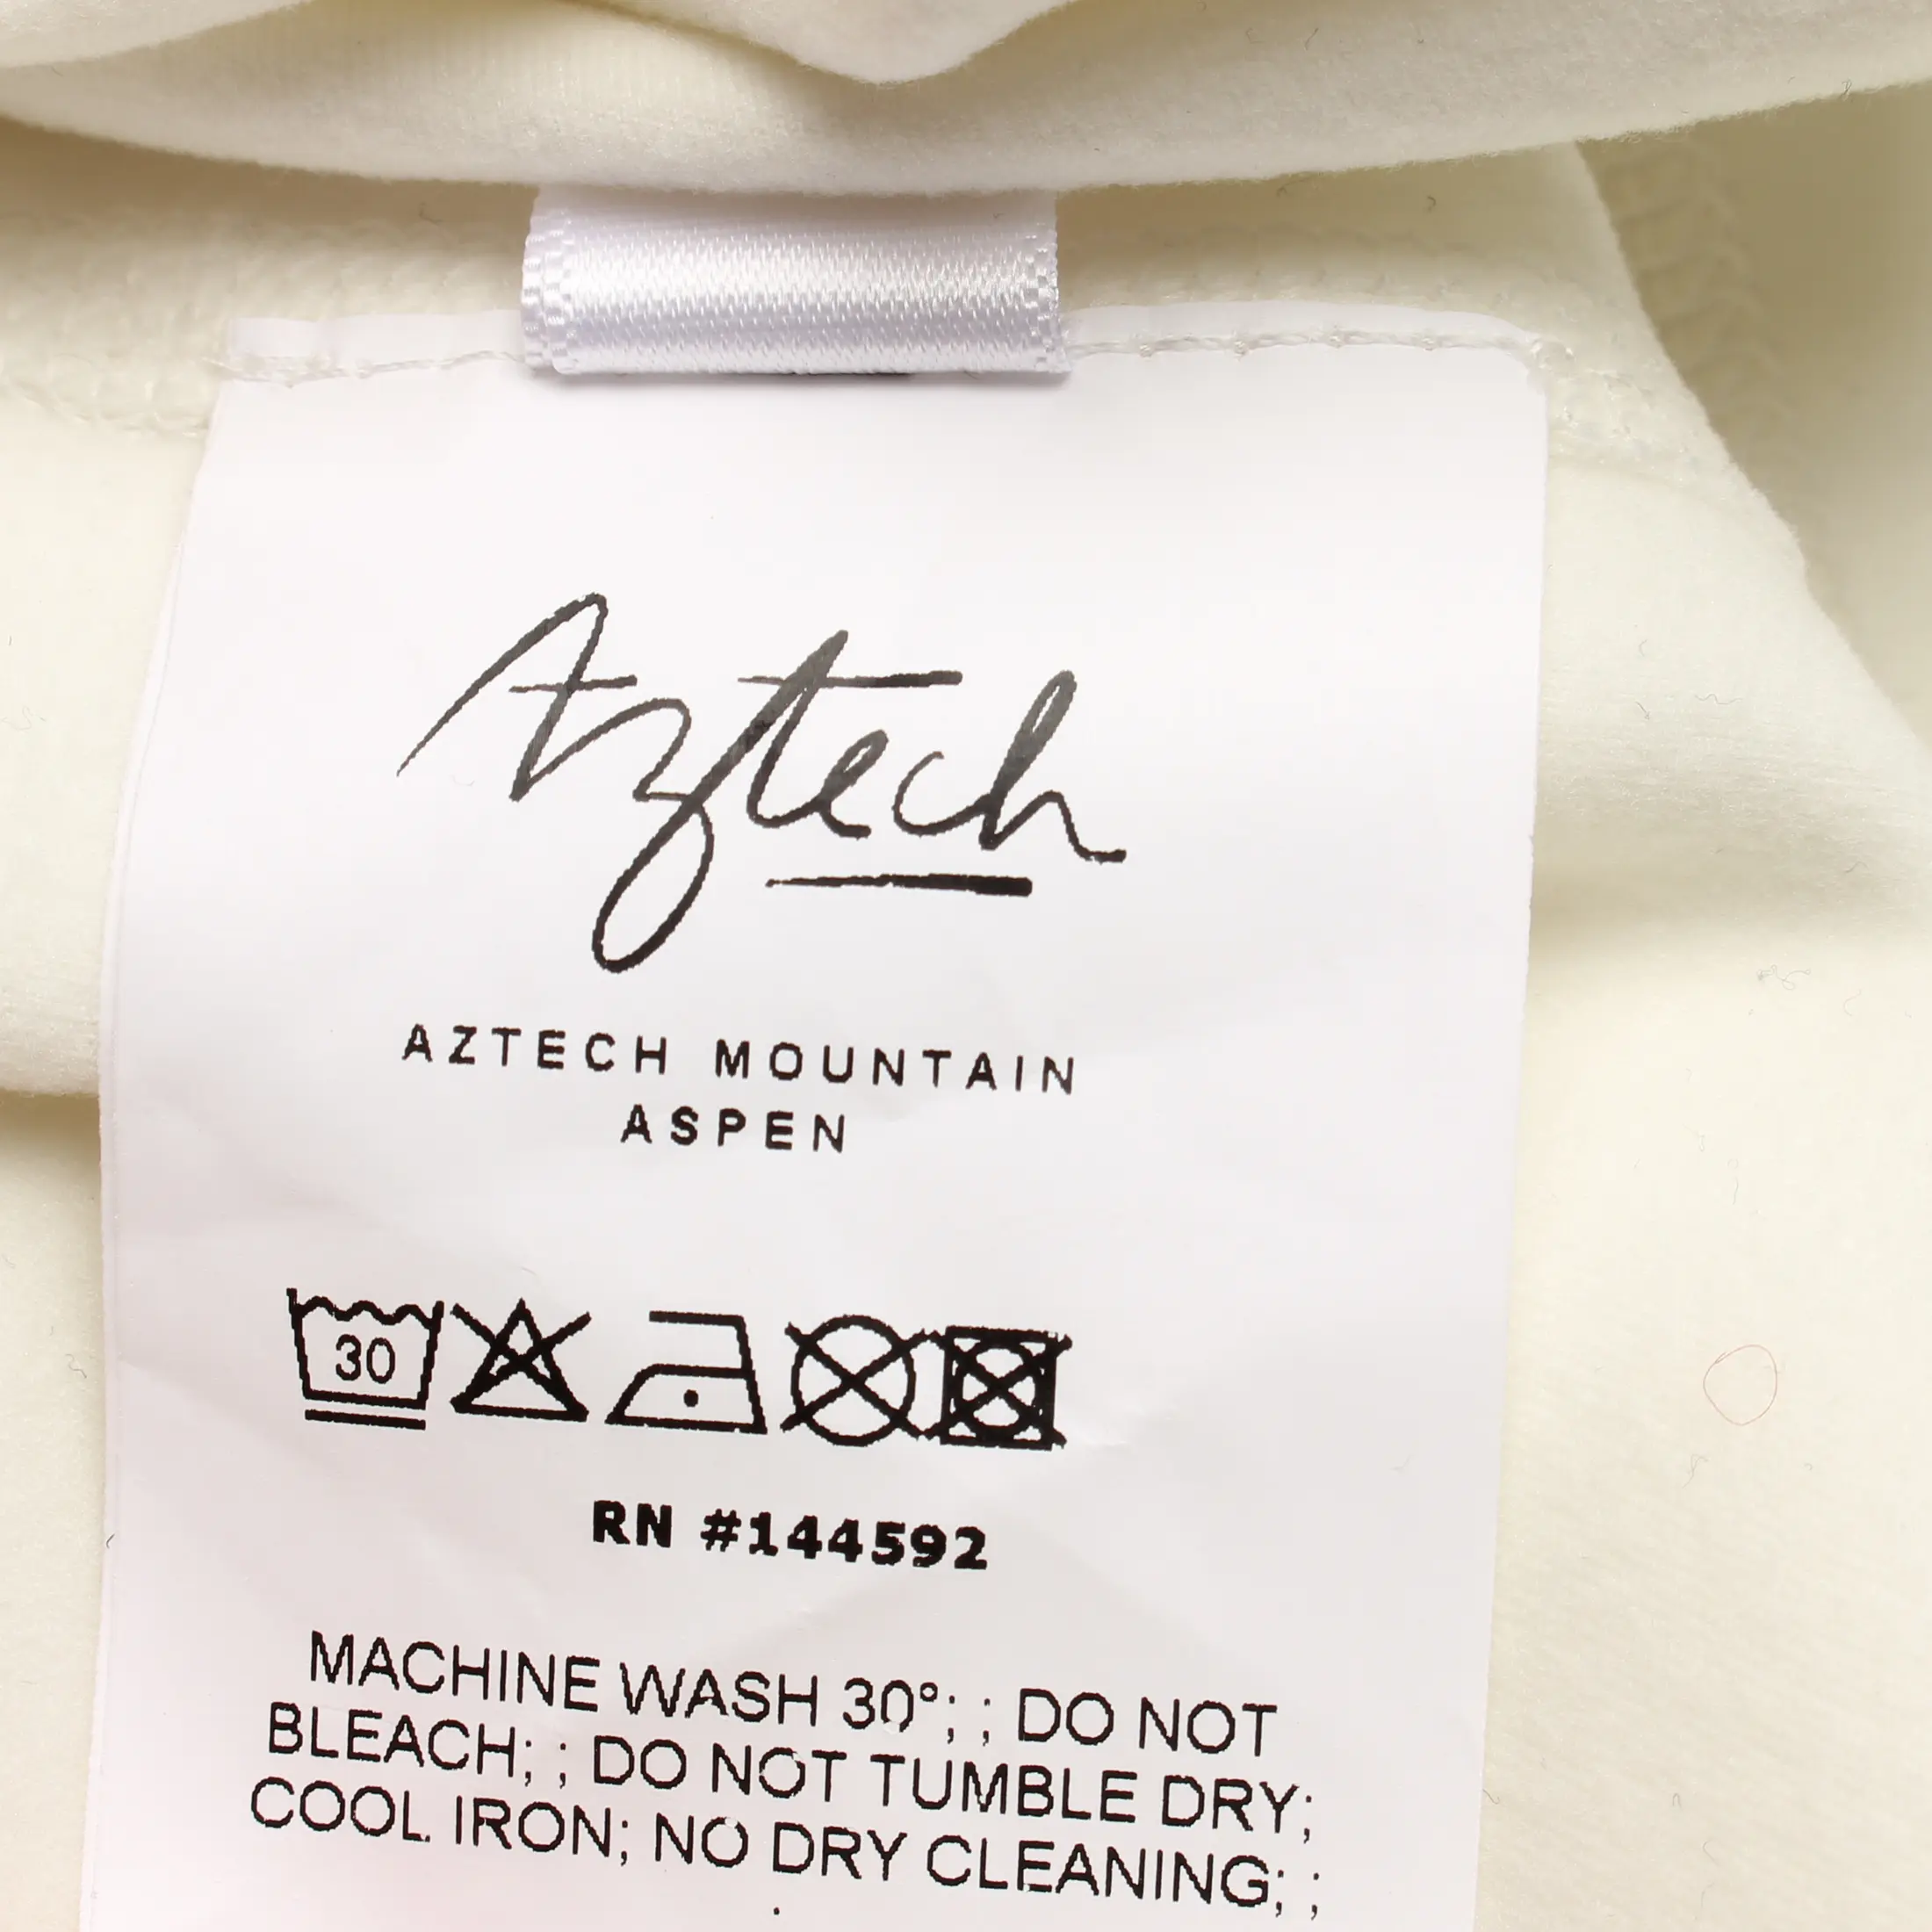 Aztech
AZTECH MOUNTAIN
ASPEN
30
RN #144592
MACHINE WASH 30°; ; DO NOT
BLEACH; ; DO NOT TUMBLE DRY;
COOL IRON; NO DRY CLEANING; ;